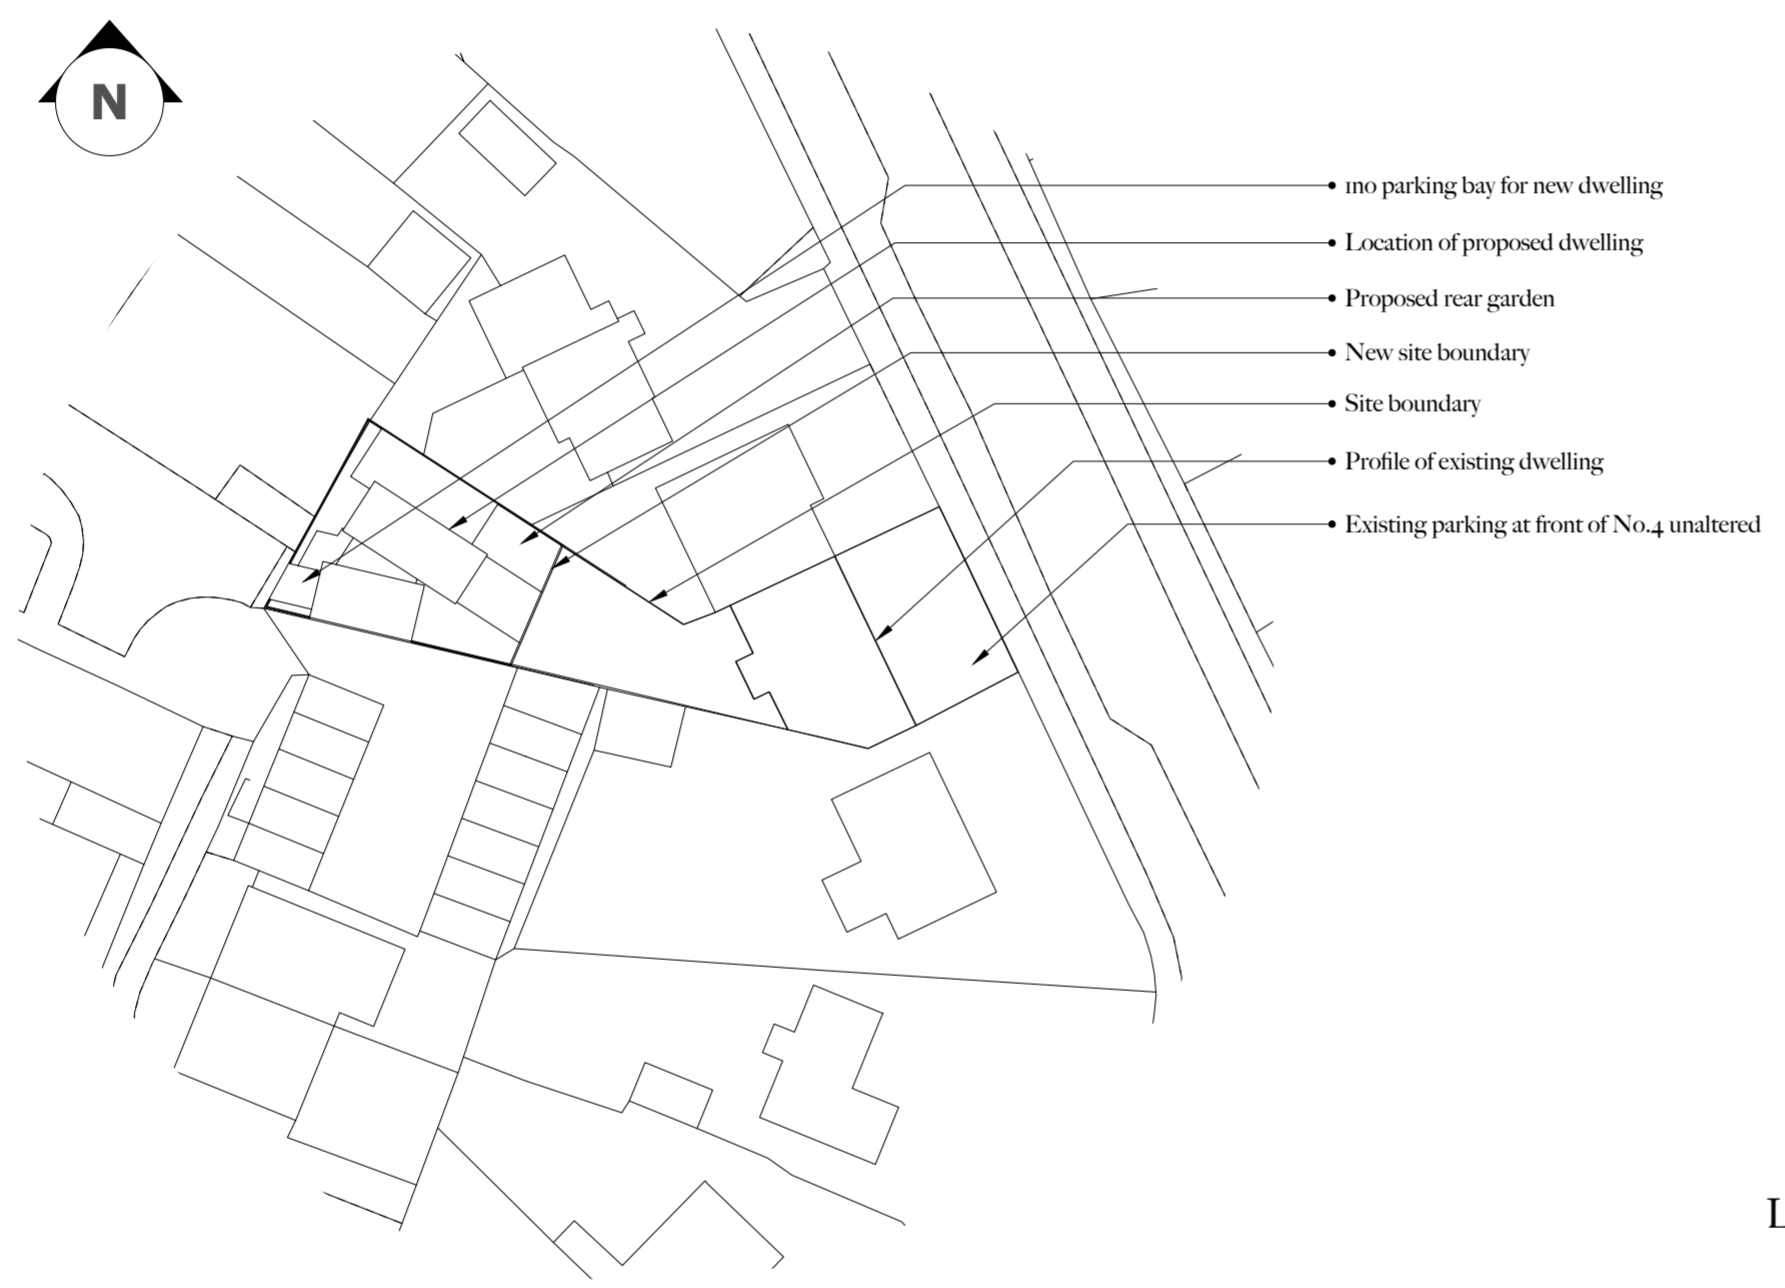 N
1no parking bay for new dwelling
Location of proposed dwelling
Proposed rear garden
New site boundary
Site boundary
Profile of existing dwelling
Existing parking at front of No.4 unaltered
L